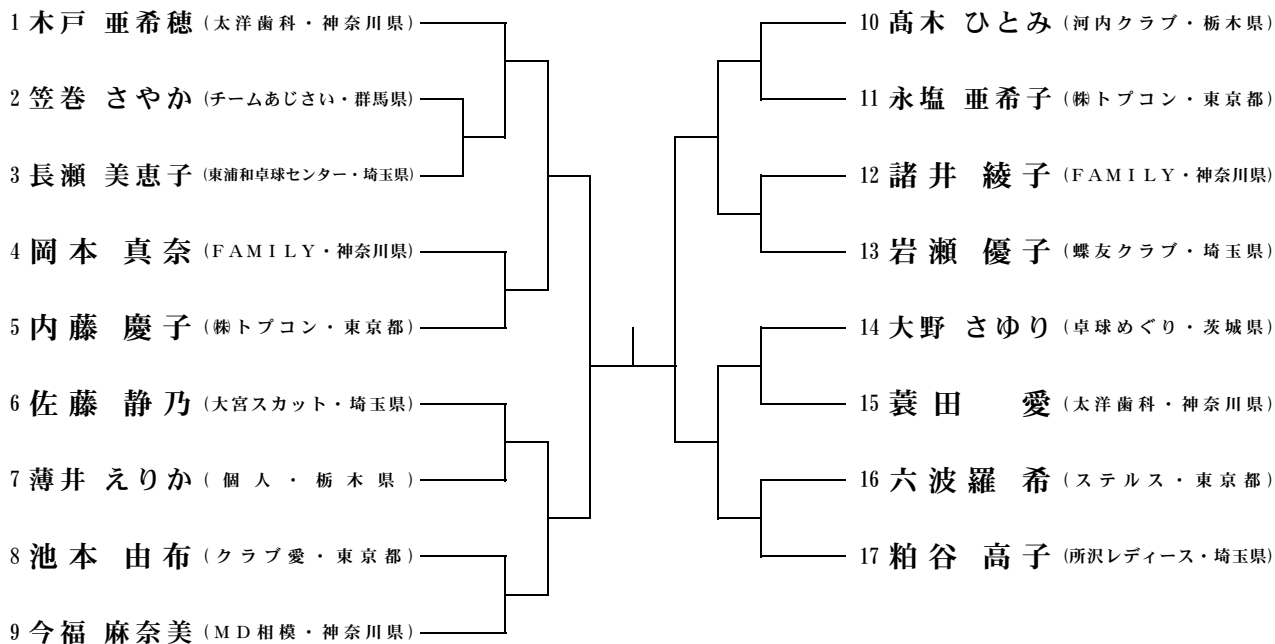 1 木戸 亜希穂 (太洋歯科・神奈川県)
2 笠巻 さやか (チームあじさい・群馬県)
3 長瀬 美恵子 (東浦和卓球センター・埼玉県)
4 岡本 真奈 (FAMILY・神奈川県)
5 内藤 慶子 (㈱トプコン・東京都)
6 佐藤 静乃 (大宮スカット・埼玉県)
7 薄井 えりか (個人・栃木県)
8 池本 由布 (クラブ愛・東京都)
9 今福 麻奈美 (MD相模・神奈川県)
10 髙木 ひとみ (河内クラブ・栃木県)
11 永塩 亜希子 (㈱トプコン・東京都)
12 諸井 綾子 (FAMILY・神奈川県)
13 岩瀬 優子 (蝶友クラブ・埼玉県)
14 大野 さゆり (卓球めぐり・茨城県)
15 蓑田 愛 (太洋歯科・神奈川県)
16 六波羅 希 (ステルス・東京都)
17 粕谷 高子 (所沢レディース・埼玉県)